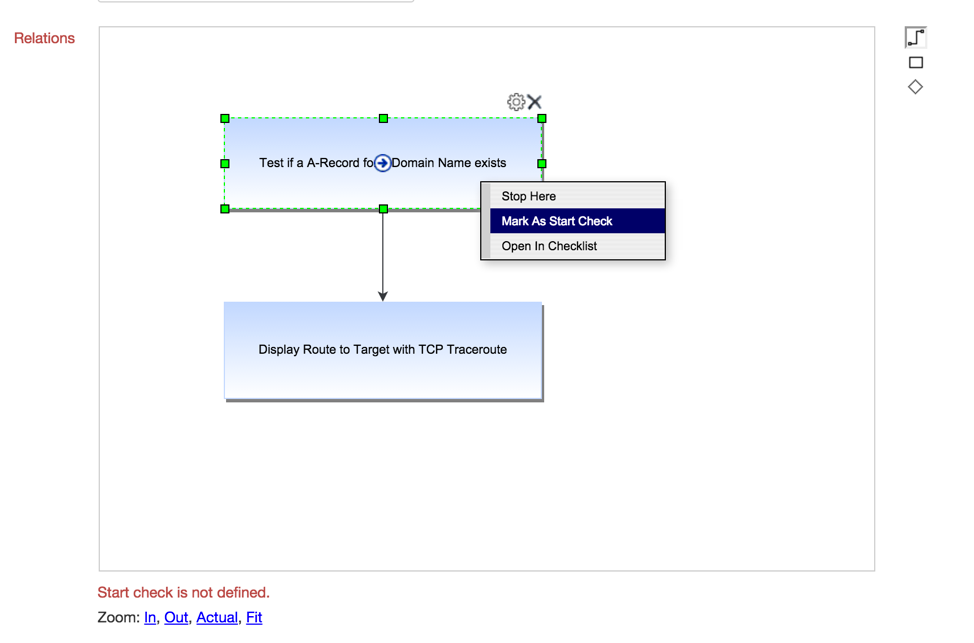 Relations
Test if a A-Record fo Domain Name exists
Stop Here
Mark As Start Check
Open In Checklist
Display Route to Target with TCP Traceroute
Start check is not defined.
Zoom: In, Out, Actual, Fit